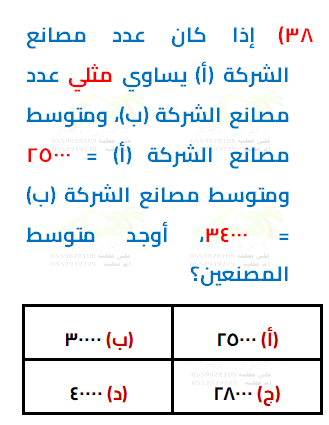 ٣٨) إذا كان عدد مصانع
الشركة (أ) يساوي مثلي عدد
مصانع الشركة (ب)، ومتوسط
مصانع الشركة (أ) = ٢٥٠٠٠
ومتوسط مصانع الشركة (ب)
= ٣٤٠٠٠، أوجد متوسط
المصنعين؟
(أ) ٢٥٠٠٠ (ب) ٣٠٠٠٠
(ج) ٢٨٠٠٠ (د) ٤٠٠٠٠